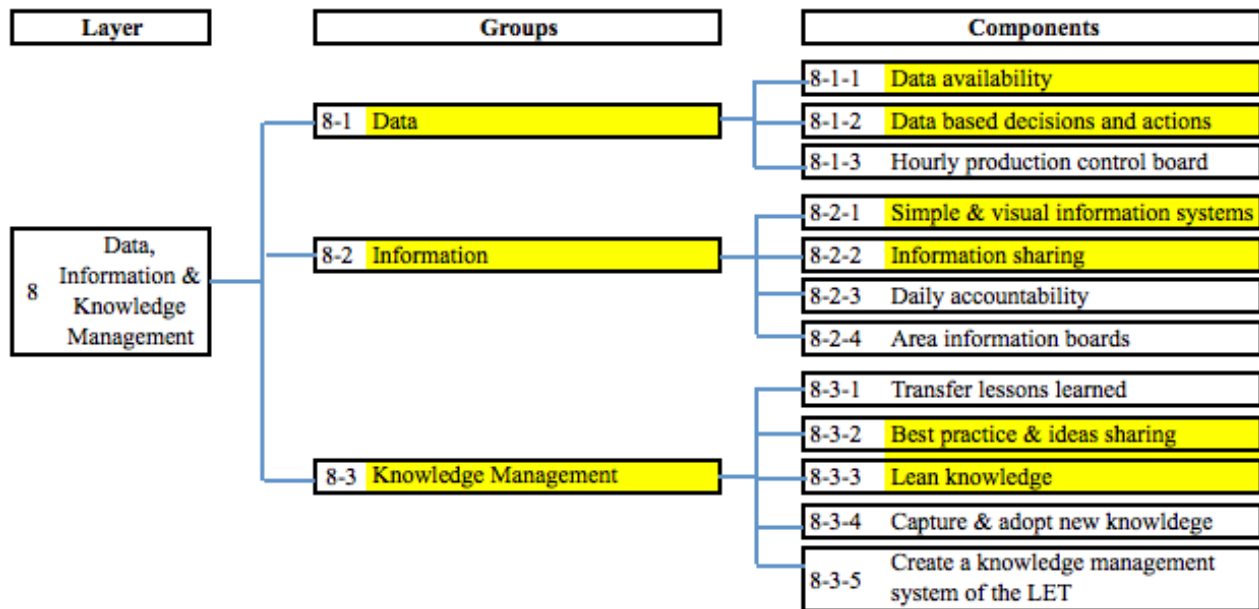 Layer
Groups
Components
8-1-1 Data availability
8-1 Data
8-1-2 Data based decisions and actions
8-1-3 Hourly production control board
8-2-1 Simple & visual information systems
8 Data,
Information &
Knowledge
Management
8-2 Information
8-2-2 Information sharing
8-2-3 Daily accountability
8-2-4 Area information boards
8-3-1 Transfer lessons learned
8-3-2 Best practice & ideas sharing
8-3 Knowledge Management
8-3-3 Lean knowledge
8-3-4 Capture & adopt new knowldege
8-3-5 Create a knowledge management
system of the LET